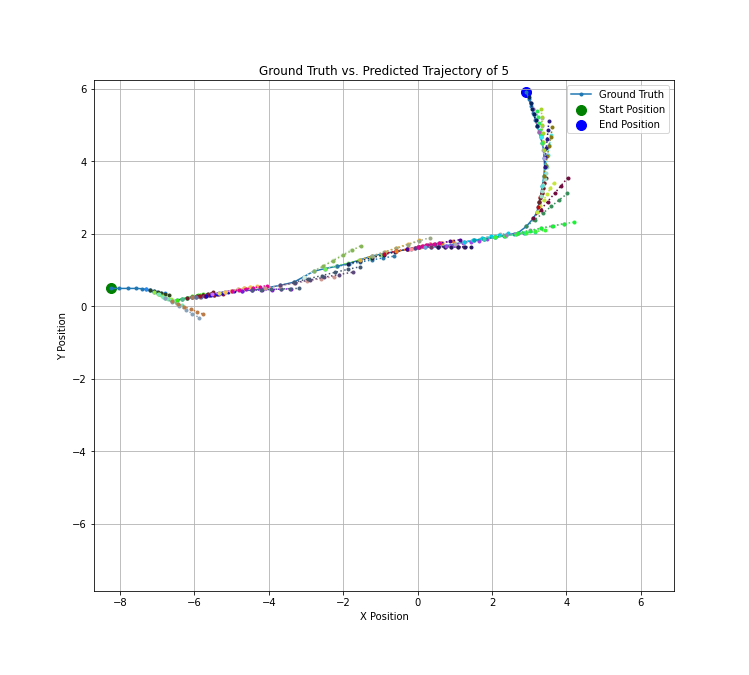 Ground Truth vs. Predicted Trajectory of 5
Ground Truth
Start Position
End Position
6
4
2
0
−2
−4
−6
Y Position
−8 −6 −4 −2 0 2 4 6
X Position